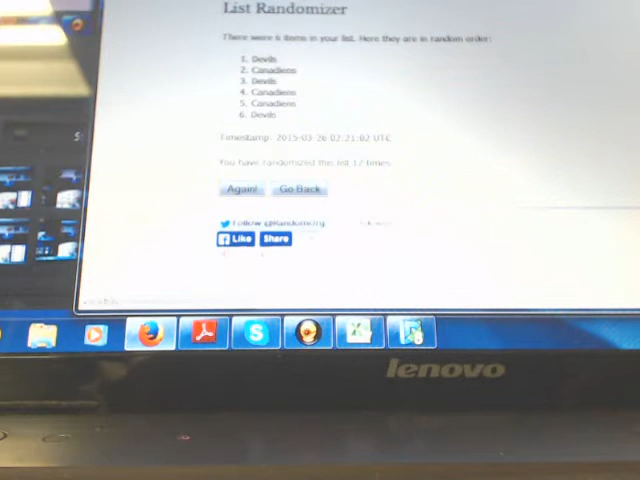 List Randomizer
There were 6 items in your list. Here they are in random order:
1. Devils
2. Canadiens
3. Devils
4. Canadiens
5. Canadiens
6. Devils
Timestamp: 2015-03-26 02:21:02 UTC
You have randomized this list 17 times.
Again! Go Back
Follow @RandomOrg
Like Share
lenovo